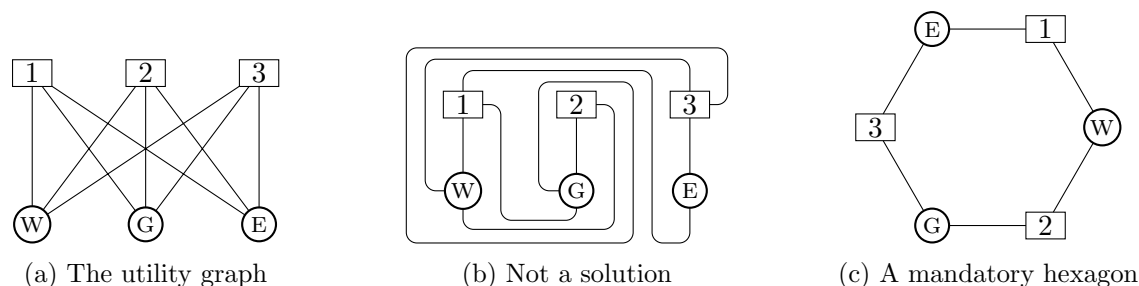 1 2 3
W G E
(a) The utility graph
1 2 3
W G E
(b) Not a solution
E 1
3 W
G 2
(c) A mandatory hexagon